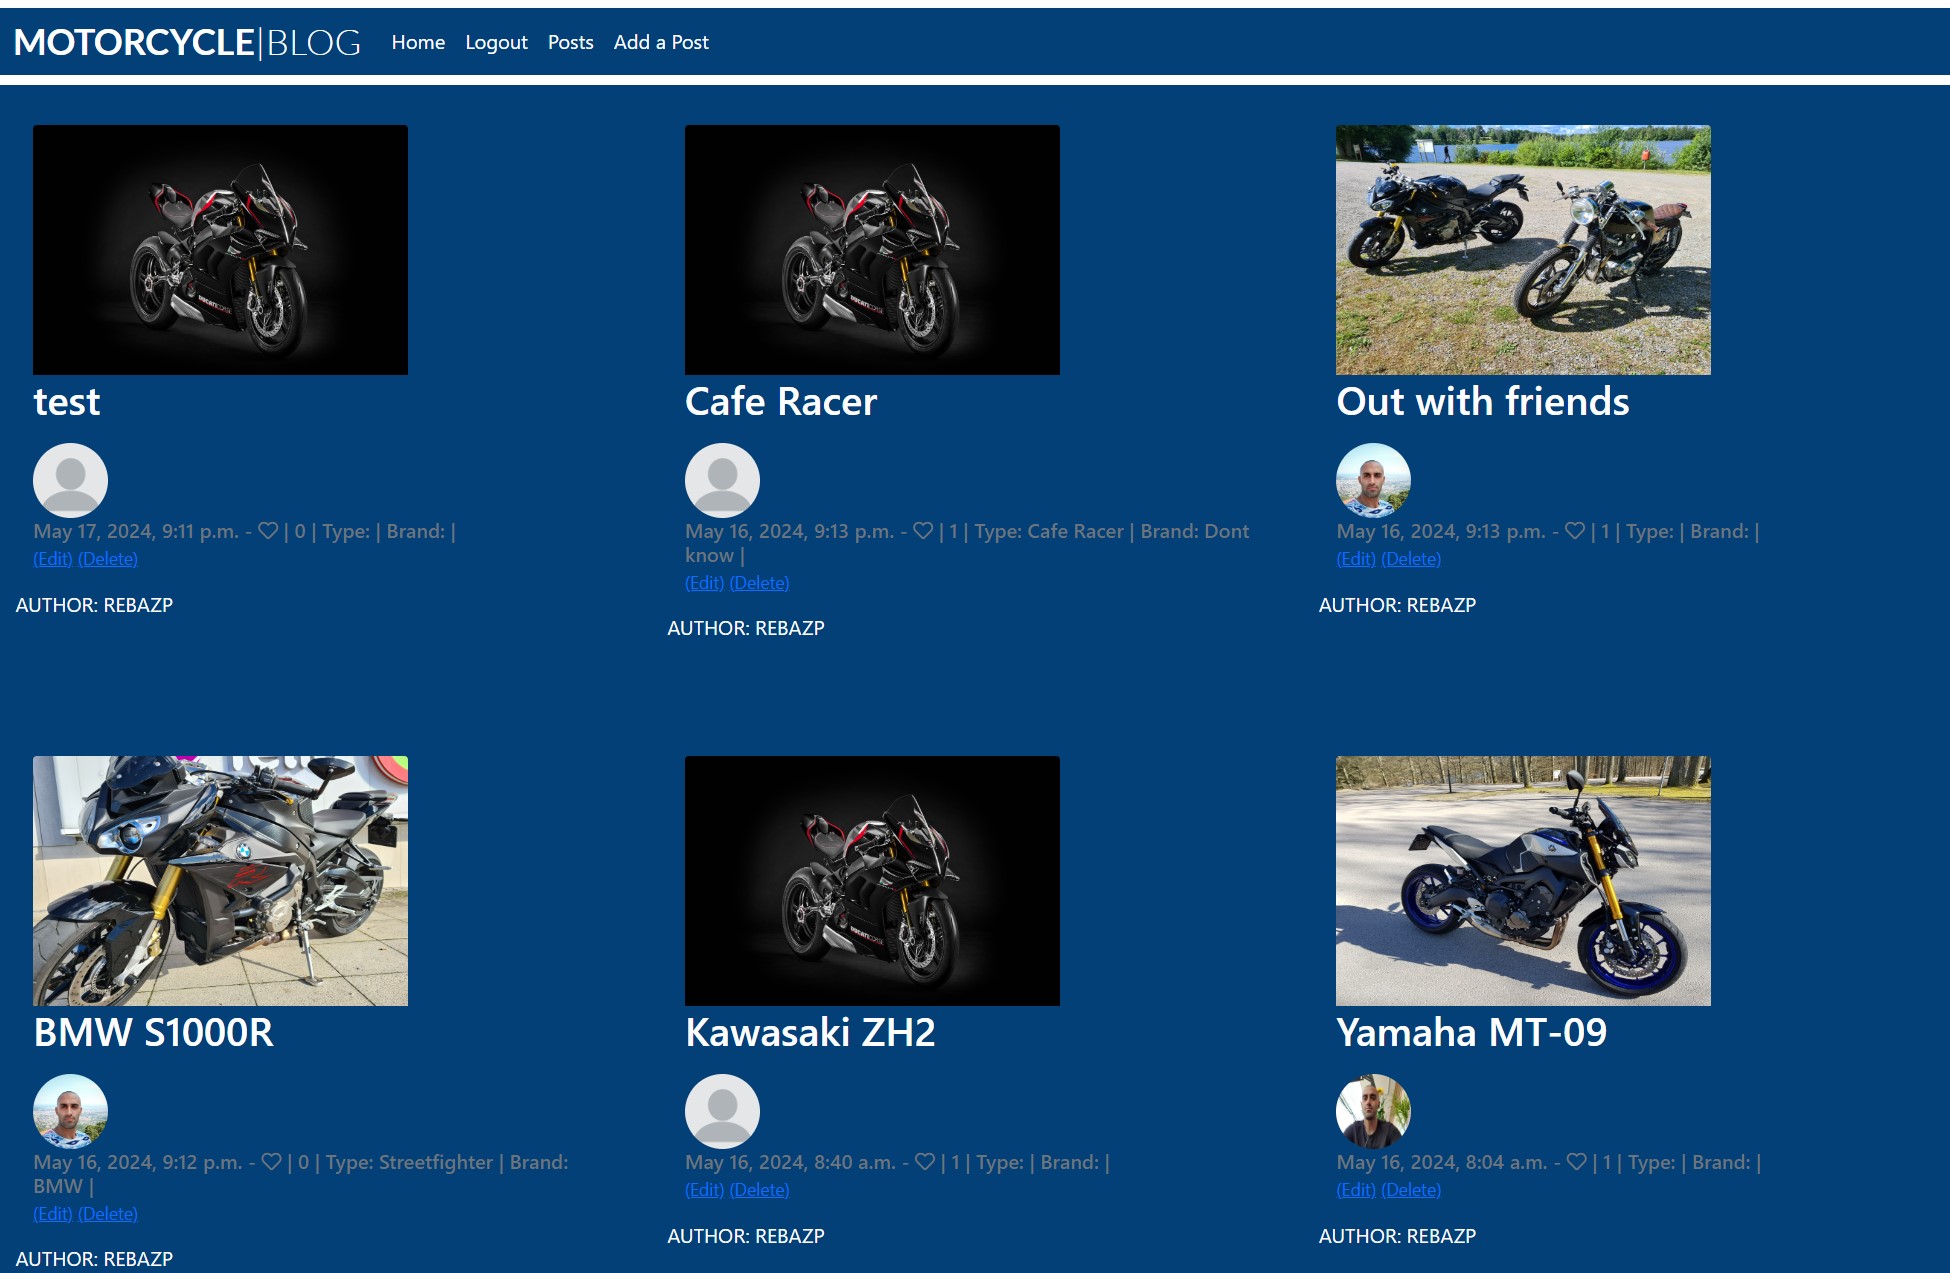 MOTORCYCLE|BLOG Home Logout Posts Add a Post
test
May 17, 2024, 9:11 p.m. - ♡ | 0 | Type: | Brand: |
(Edit) (Delete)
AUTHOR: REBAZP
Cafe Racer
May 16, 2024, 9:13 p.m. - ♡ | 1 | Type: Cafe Racer | Brand: Dont
know |
(Edit) (Delete)
AUTHOR: REBAZP
Out with friends
May 16, 2024, 9:13 p.m. - ♡ | 1 | Type: | Brand: |
(Edit) (Delete)
AUTHOR: REBAZP
BMW S1000R
May 16, 2024, 9:12 p.m. - ♡ | 0 | Type: Streetfighter | Brand:
BMW |
(Edit) (Delete)
AUTHOR: REBAZP
Kawasaki ZH2
May 16, 2024, 8:40 a.m. - ♡ | 1 | Type: | Brand: |
(Edit) (Delete)
AUTHOR: REBAZP
Yamaha MT-09
May 16, 2024, 8:04 a.m. - ♡ | 1 | Type: | Brand: |
(Edit) (Delete)
AUTHOR: REBAZP